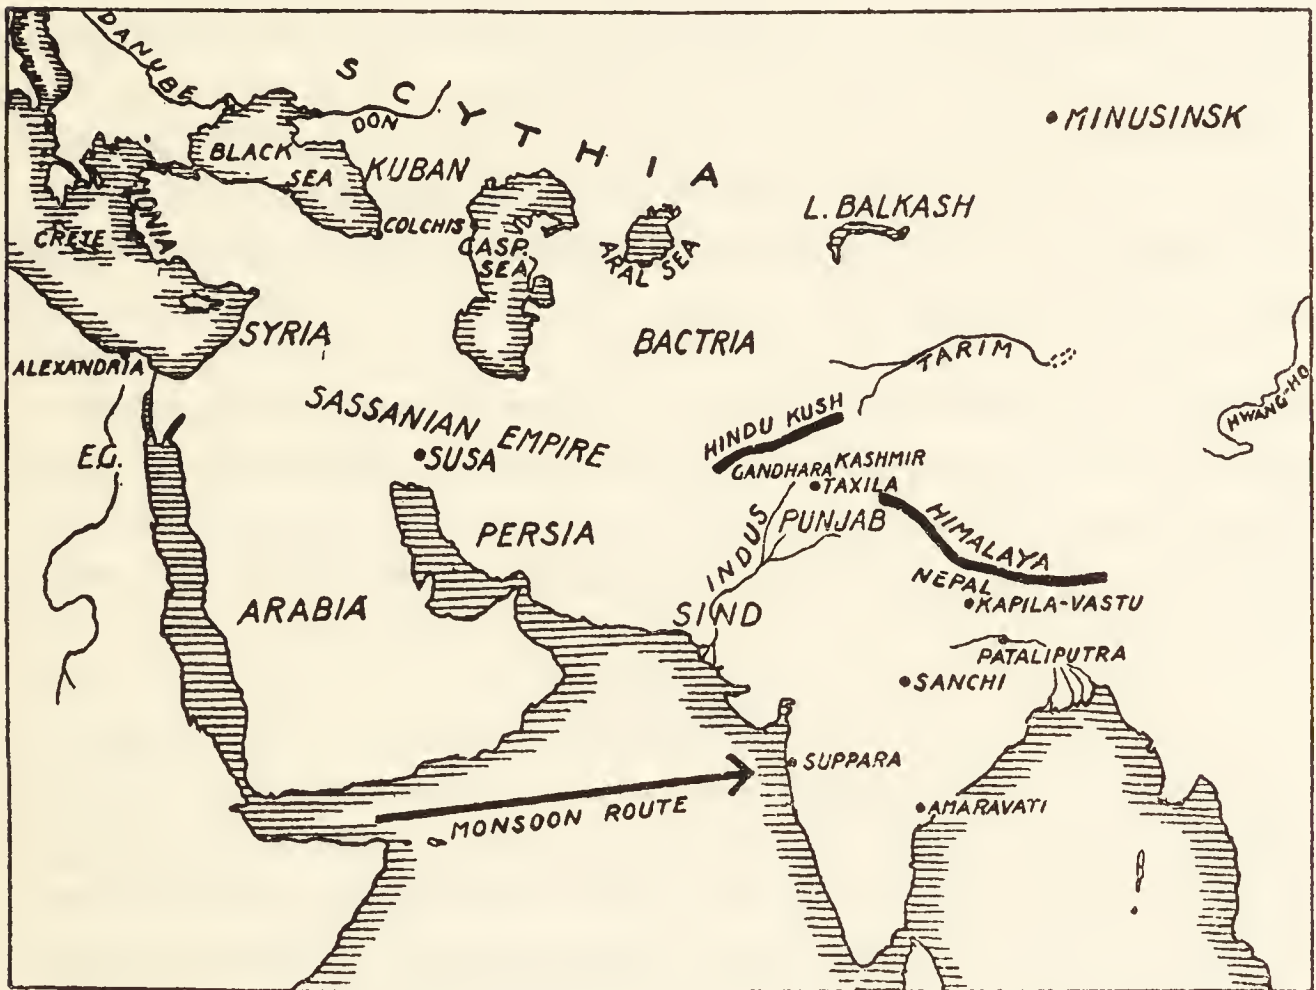 DANUBE
SCYTHIA
DON
MINUSINSK
BLACK
SEA
KUBAN
COLCHIS
L. BALKASH
CRETE
IONIA
CASP.
SEA
ARAL SEA
SYRIA
BACTRIA
ALEXANDRIA
TARIM
HWANG-HO
SASSANIAN EMPIRE
HINDU KUSH
E.G.
SUSA
GANDHARA
KASHMIR
TAXILA
PERSIA
INDUS
PUNJAB
HIMALAYA
NEPAL
KAPILA-VASTU
ARABIA
SIND
PATALIPUTRA
SANCHI
SUPPARA
MONSOON ROUTE
AMARAVATI